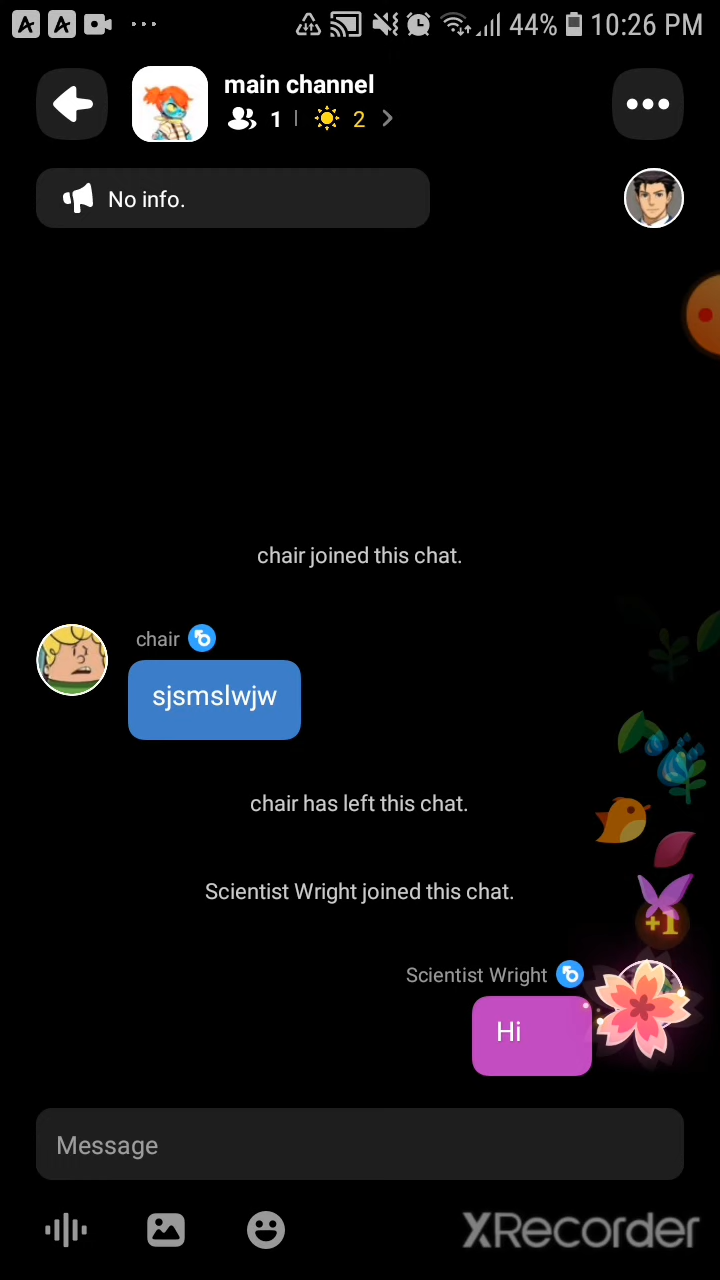 44% 10:26 PM
main channel
1 | 2
No info.
chair joined this chat.
chair
sjsmslwjw
chair has left this chat.
Scientist Wright joined this chat.
+1
Scientist Wright
Hi
Message
XRecorder